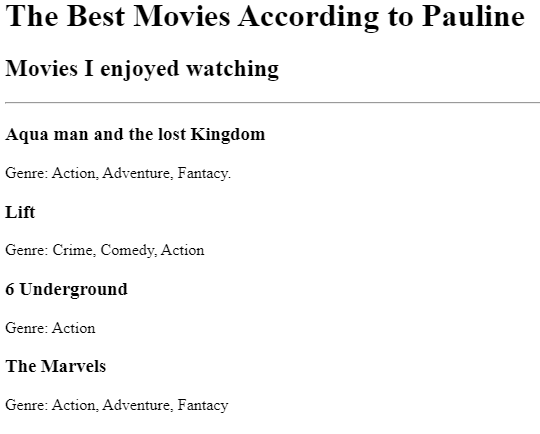 The Best Movies According to Pauline
Movies I enjoyed watching
Aqua man and the lost Kingdom
Genre: Action, Adventure, Fantacy.
Lift
Genre: Crime, Comedy, Action
6 Underground
Genre: Action
The Marvels
Genre: Action, Adventure, Fantacy